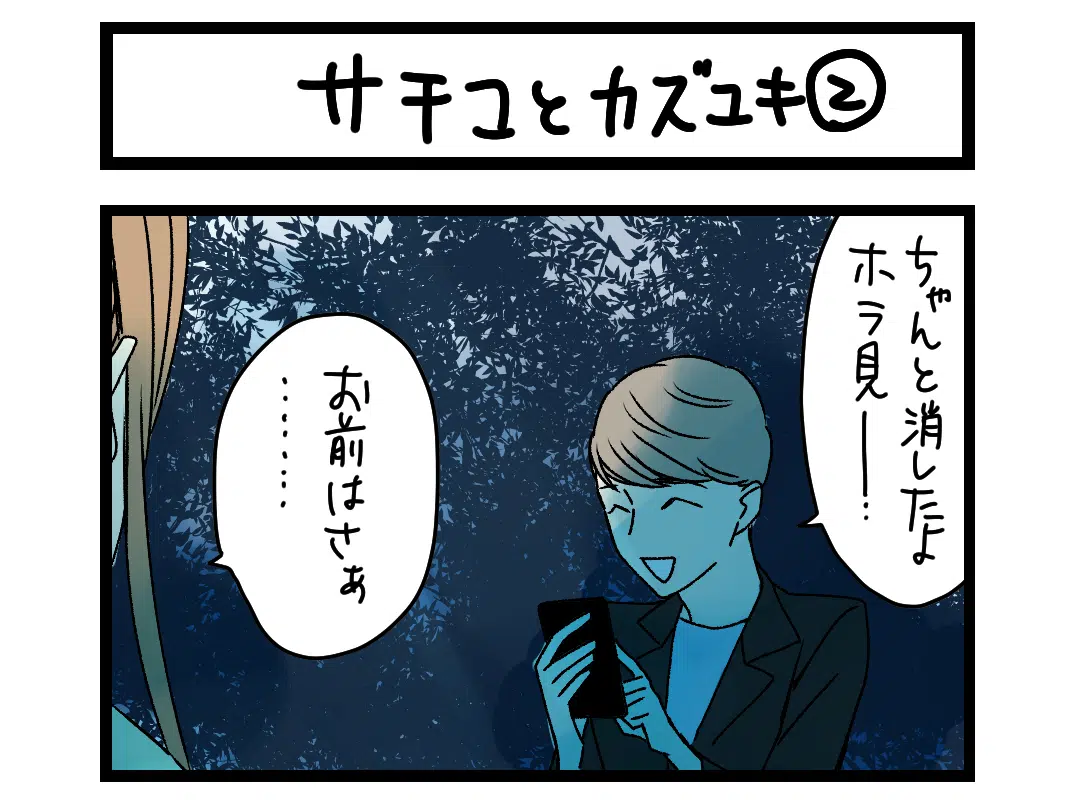 サチコとカズユキ②
ちゃんと消したよ
ホラ見ー…
お前はさぁ
‥‥‥‥